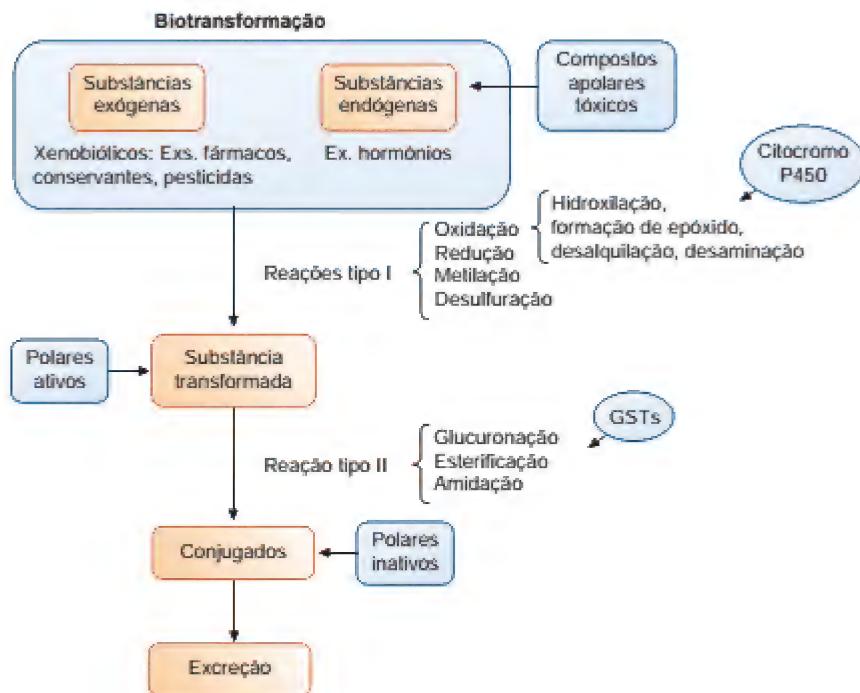 Biotransformação
Substâncias
exógenas
Substâncias
endógenas
Compostos
apolares
tóxicos
Xenobióticos: Exs. fármacos,
conservantes, pesticidas
Ex. hormônios
Citocromo
P450
Reações tipo I
Oxidação
Redução
Metilação
Desulfuração
Hidroxilação,
formação de epóxido,
desalquilação, desaminação
Polares
ativos
Substância
transformada
GSTs
Reação tipo II
Glucuronação
Esterificação
Amidação
Conjugados
Polares
inativos
Excreção